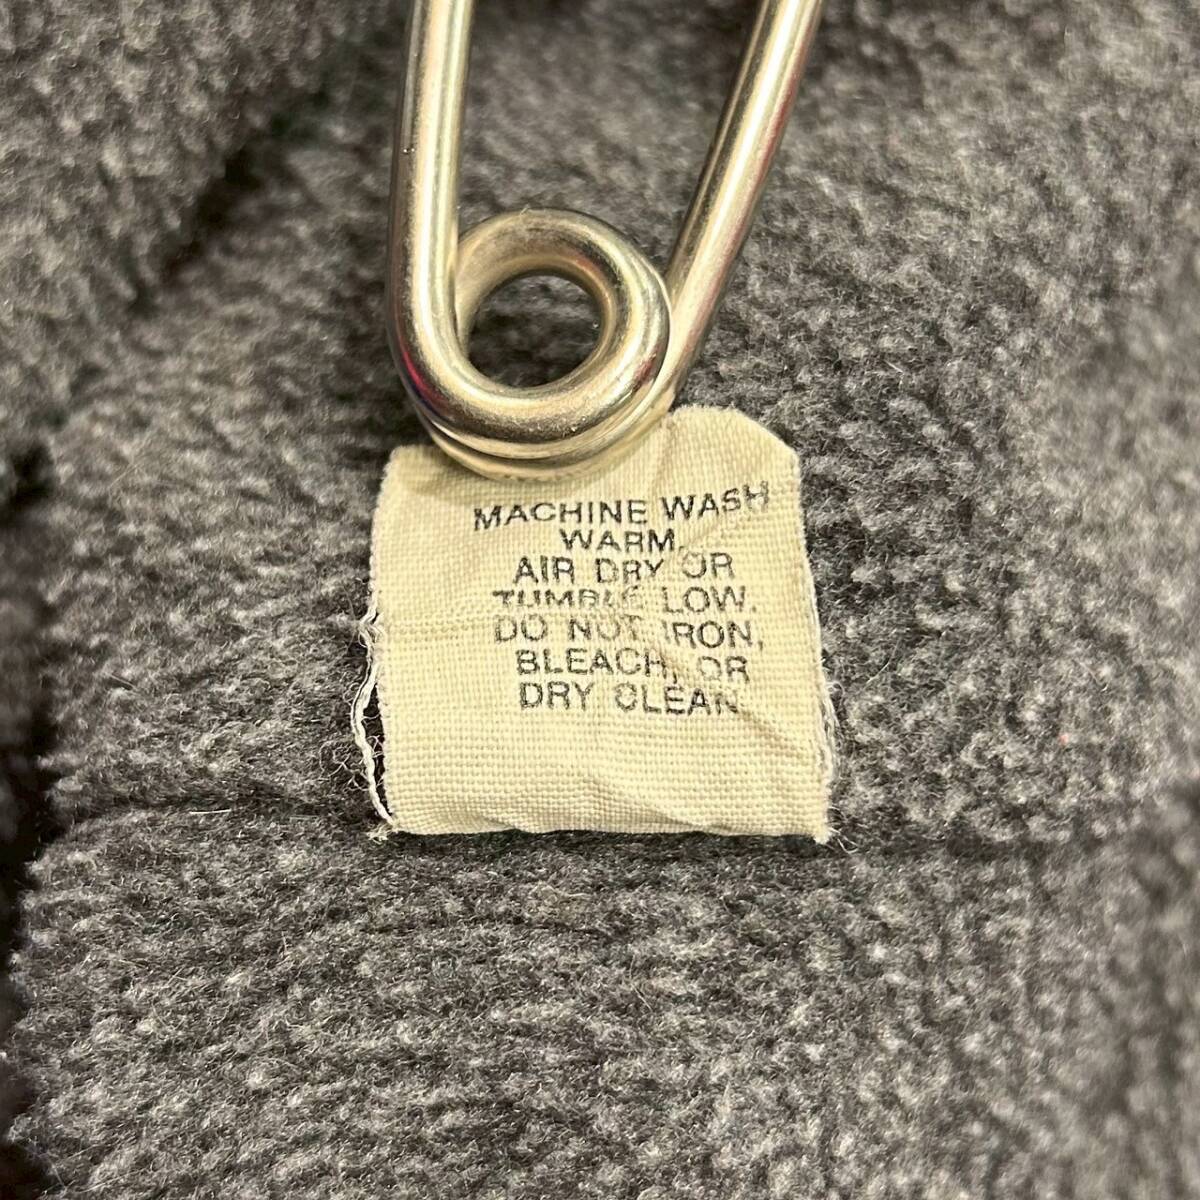 MACHINE WASH
WARM.
AIR DRY OR
TUMBLE LOW.
DO NOT IRON,
BLEACH, OR
DRY CLEAN